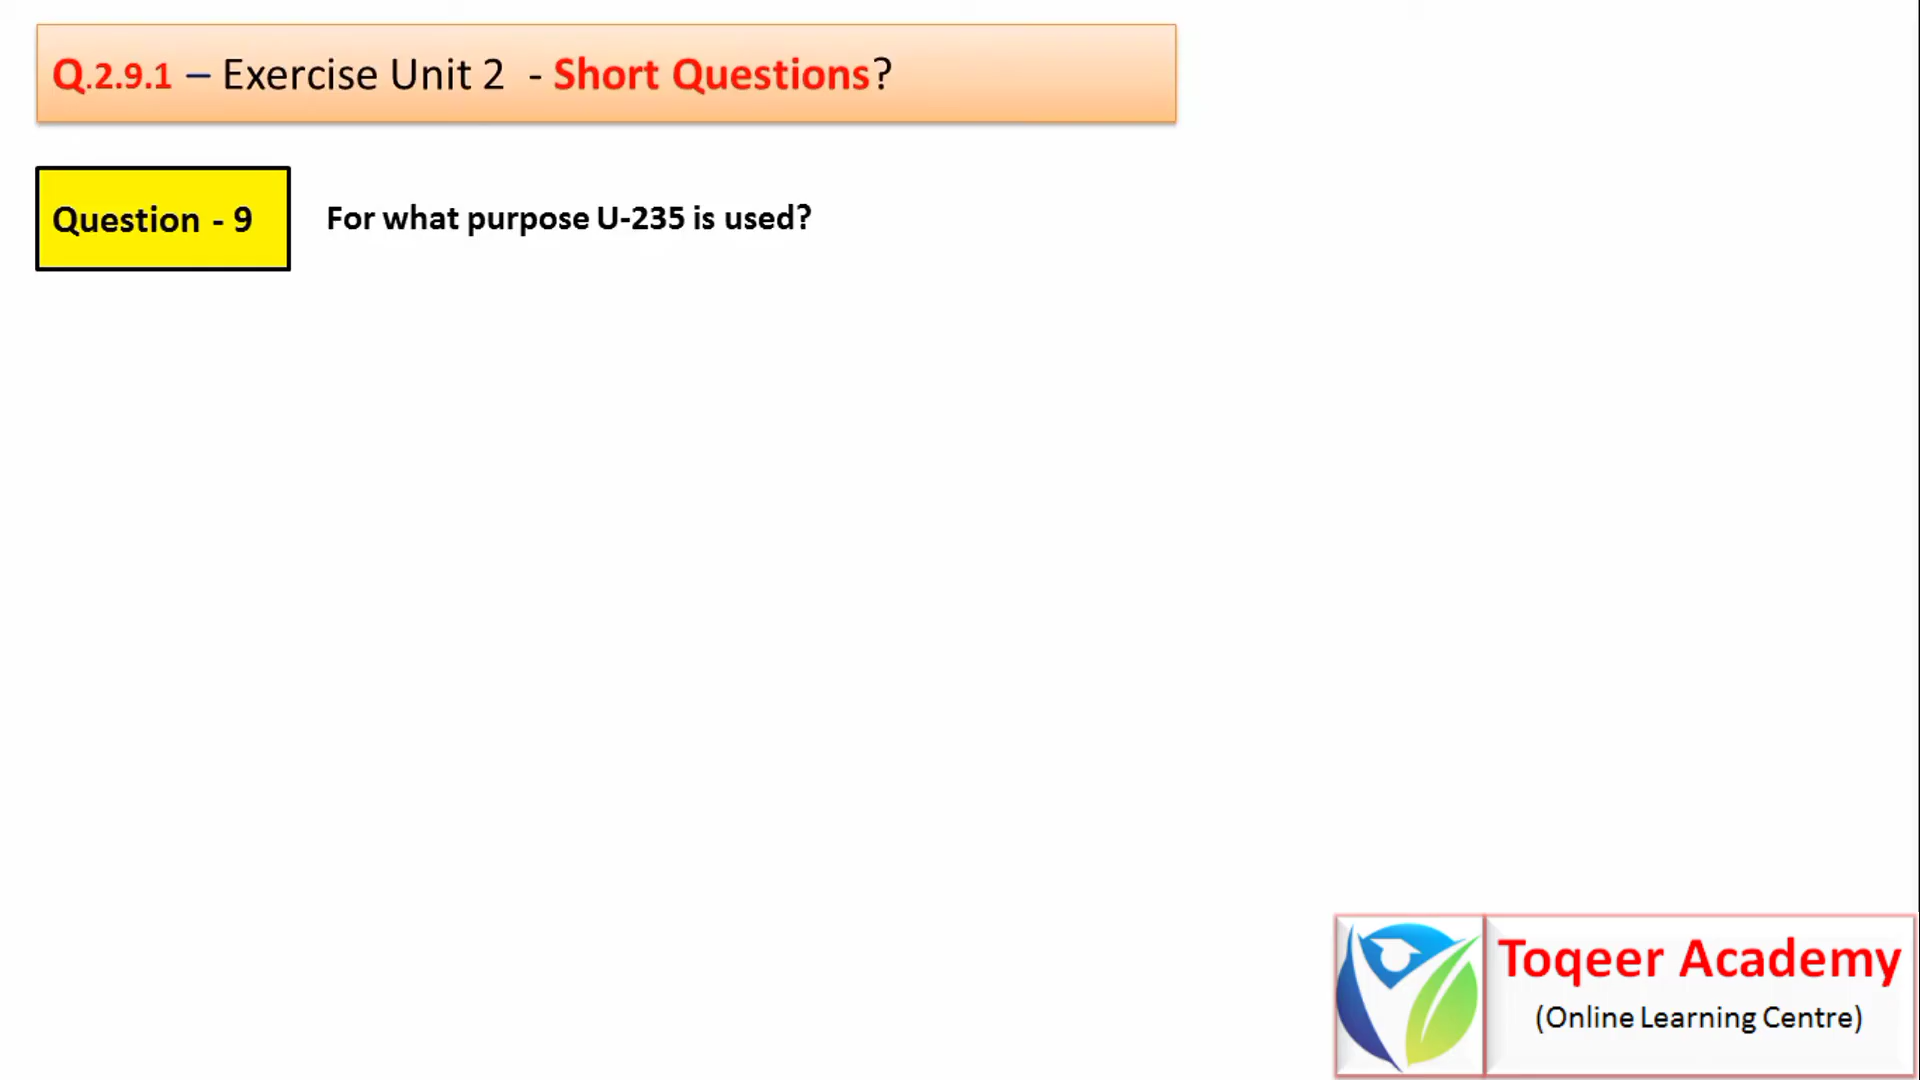 Q.2.9.1 – Exercise Unit 2 - Short Questions?
Question - 9
For what purpose U-235 is used?
Toqeer Academy
(Online Learning Centre)